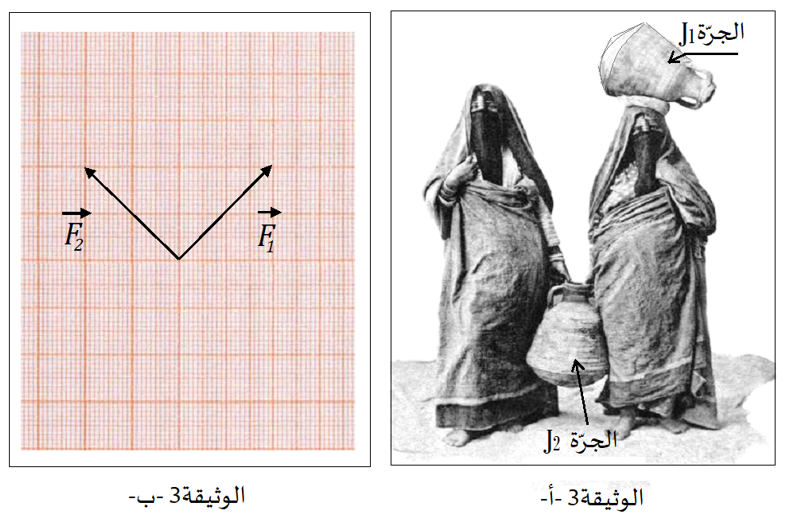 الجرّة J1
F2
F1
الجرّة J2
الوثيقة3 -أ-
الوثيقة3 -ب-